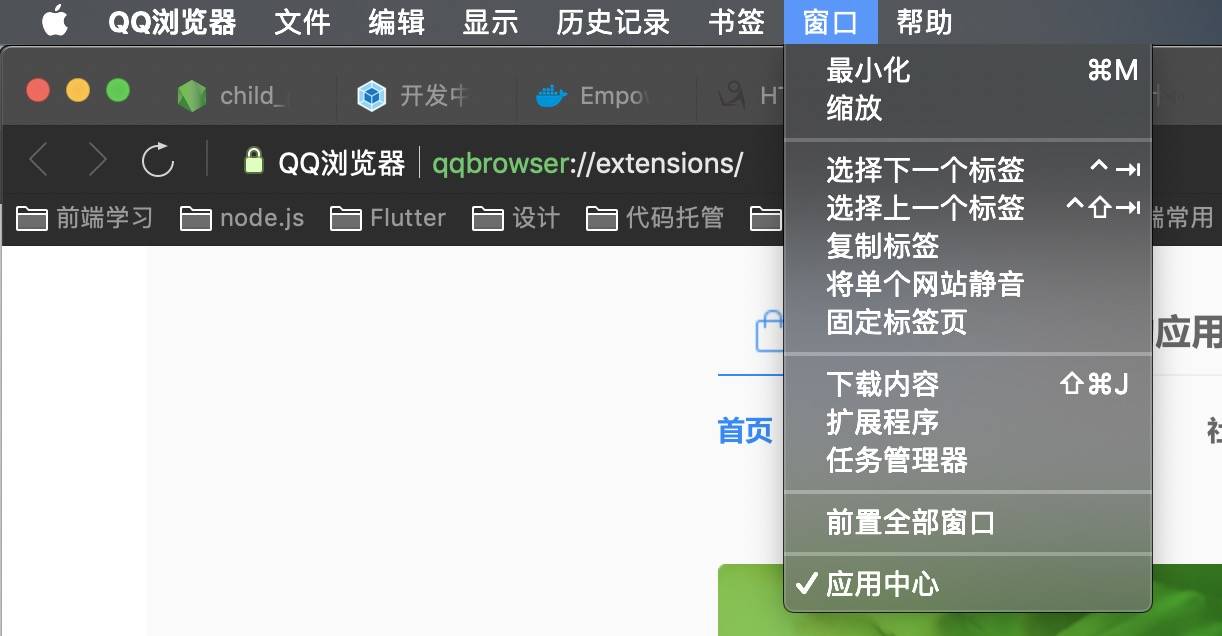 QQ浏览器 文件 编辑 显示 历史记录 书签 窗口 帮助
child_ 开发中 Empo
QQ浏览器 qqbrowser://extensions/
前端学习 node.js Flutter 设计 代码托管 端常用
最小化 ⌘M
缩放
选择下一个标签 ⌃⇥
选择上一个标签 ⌃⇧⇥
复制标签
将单个网站静音
固定标签页
应用
下载内容 ⇧⌘J
扩展程序
任务管理器
首页
前置全部窗口
✓应用中心